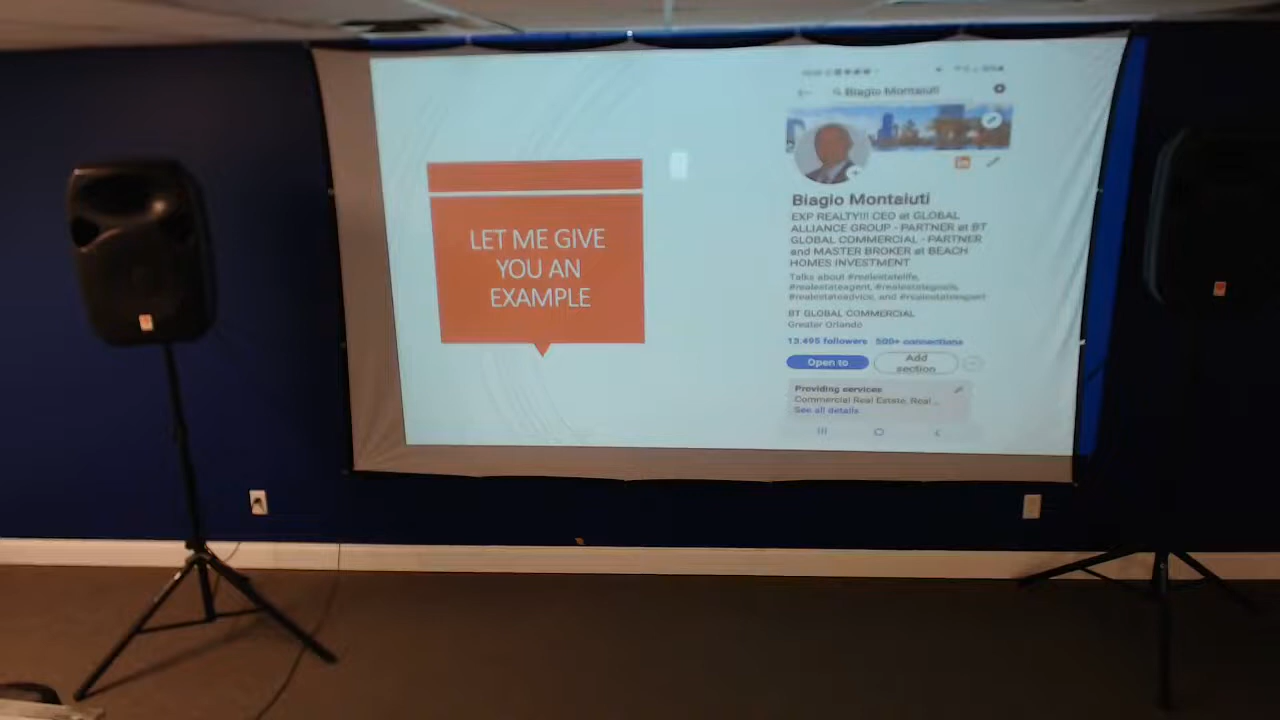 LET ME GIVE
YOU AN
EXAMPLE
Biagio Montaiuti
Biagio Montaiuti
EXP REALTY!!! CEO at GLOBAL
ALLIANCE GROUP - PARTNER at BT
GLOBAL COMMERCIAL - PARTNER
and MASTER BROKER at BEACH
HOMES INVESTMENT
Talks about #realestatelife,
#realestateagent, #realestategoals,
#realestateadvice, and #realestateexpert
BT GLOBAL COMMERCIAL
Greater Orlando
13,495 followers 500+ connections
Open to
Add
section
Providing services
Commercial Real Estate, Real ...
See all details